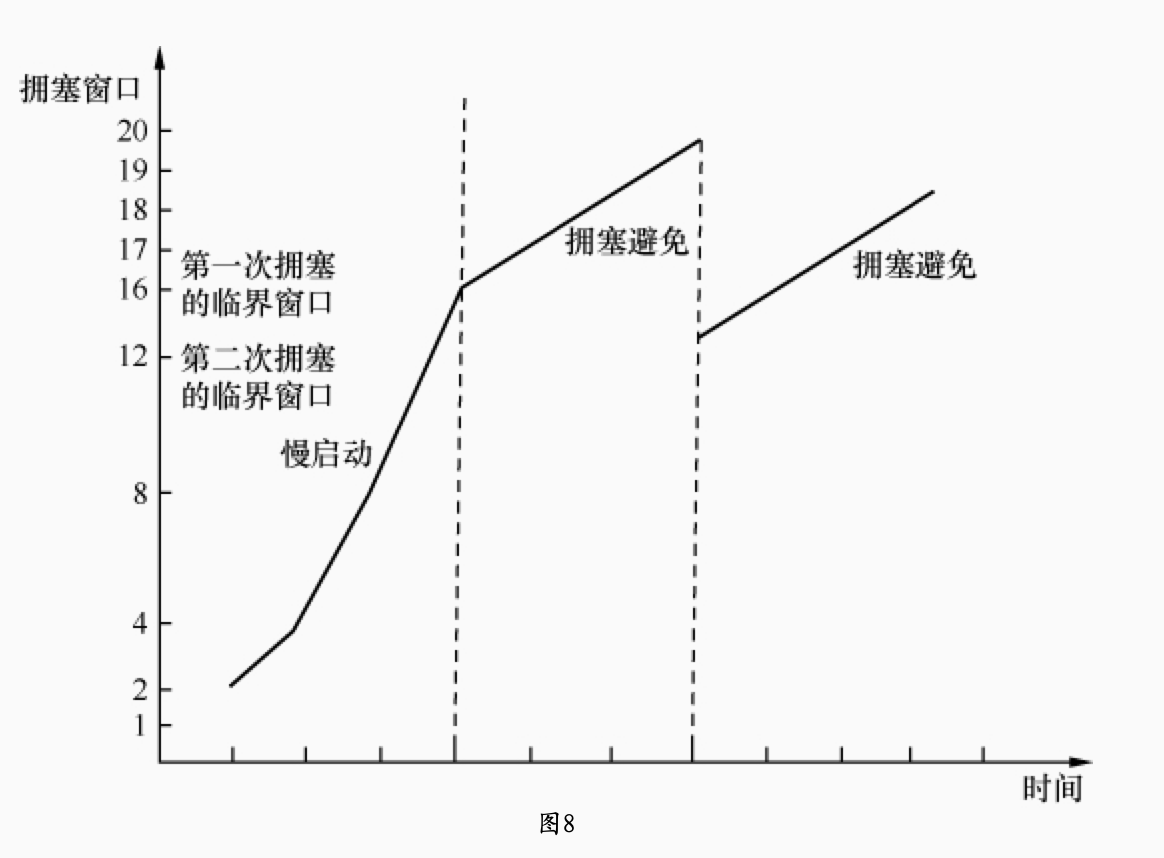 拥塞窗口
20
19
18
17
16
12
8
4
2
1
第一次拥塞
的临界窗口
第二次拥塞
的临界窗口
慢启动
拥塞避免
拥塞避免
时间
图8